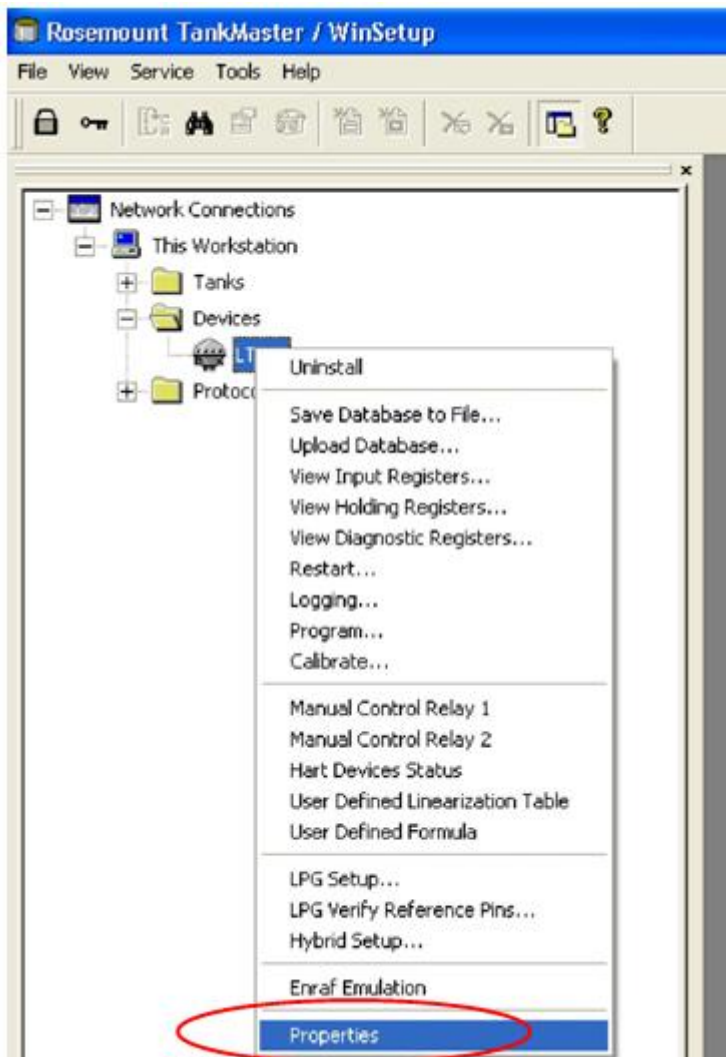 Rosemount TankMaster / WinSetup
File View Service Tools Help
Network Connections
This Workstation
Tanks
Devices
Uninstall
Save Database to File...
Upload Database...
View Input Registers...
View Holding Registers...
View Diagnostic Registers...
Restart...
Logging...
Program...
Calibrate...
Manual Control Relay 1
Manual Control Relay 2
Hart Devices Status
User Defined Linearization Table
User Defined Formula
LPG Setup...
LPG Verify Reference Pins...
Hybrid Setup...
Enraf Emulation
Properties